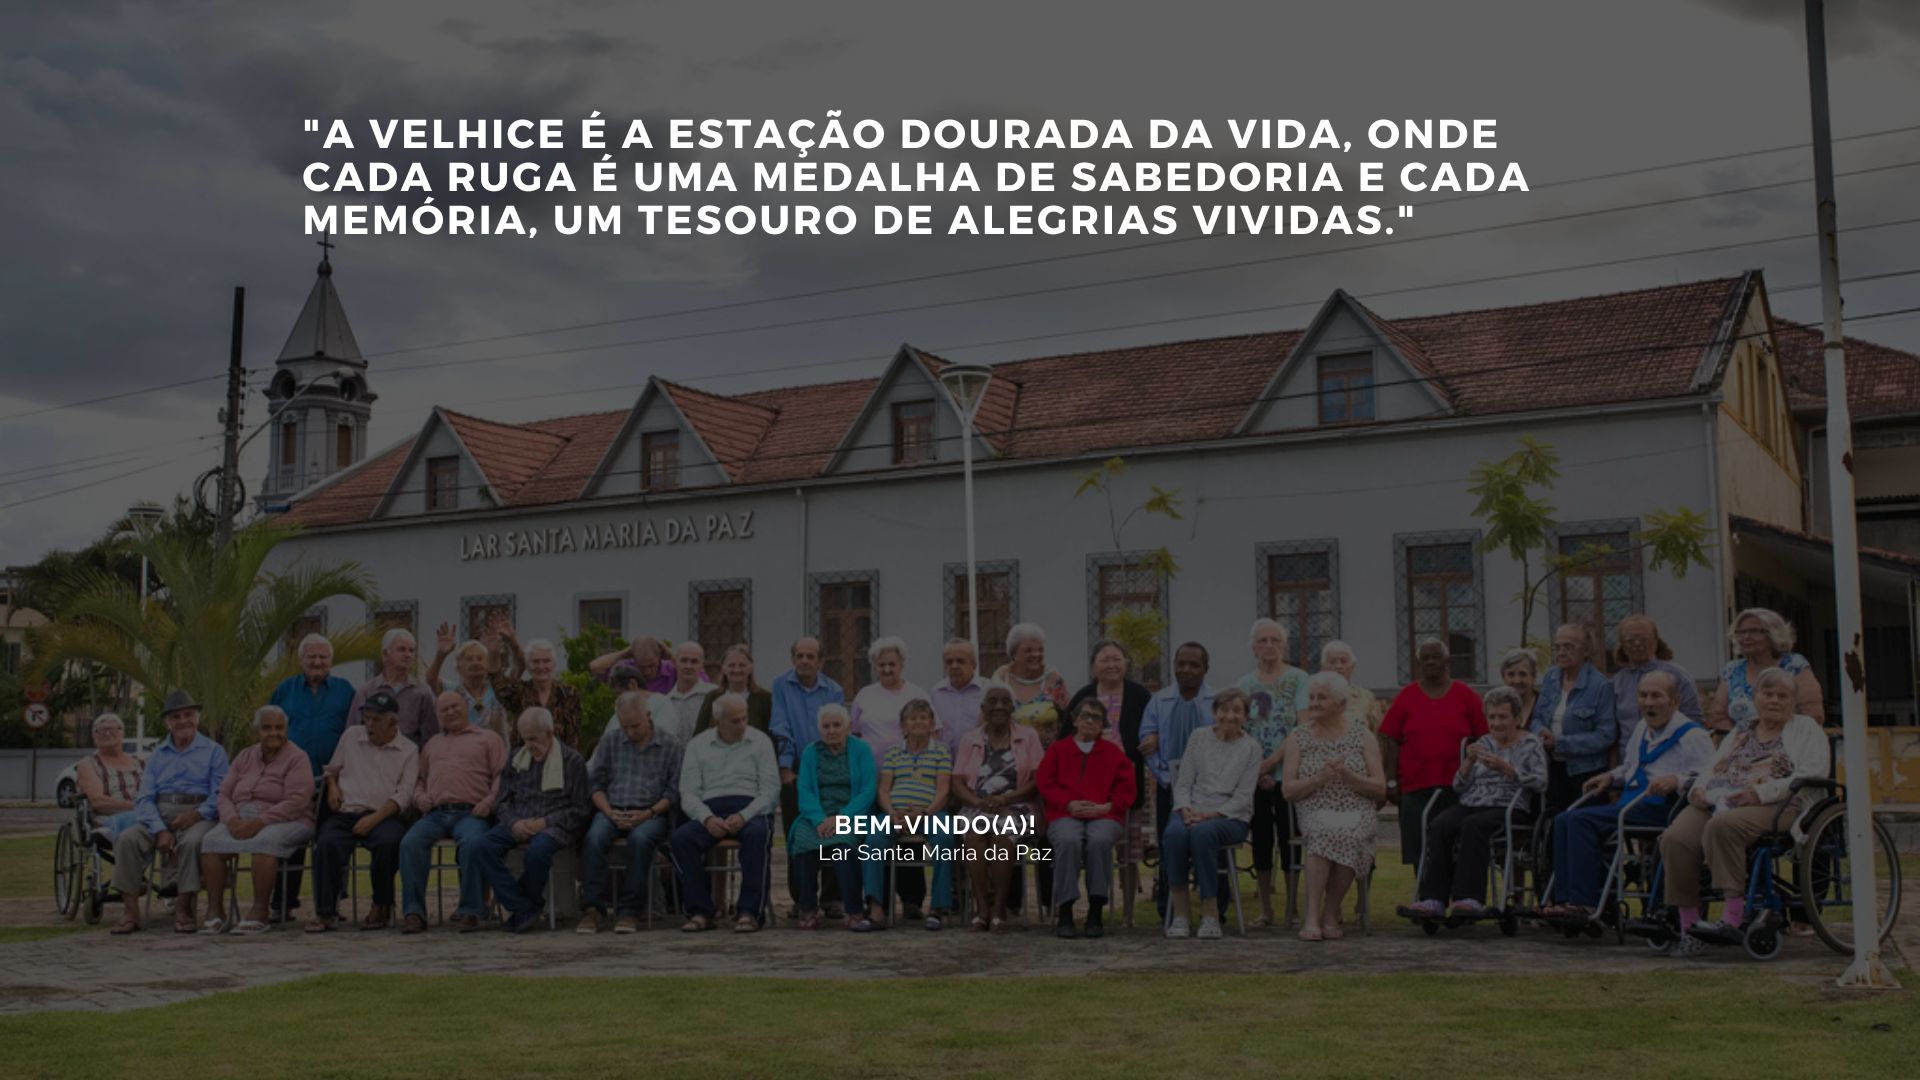 "A VELHICE É A ESTAÇÃO DOURADA DA VIDA, ONDE
CADA RUGA É UMA MEDALHA DE SABEDORIA E CADA
MEMÓRIA, UM TESOURO DE ALEGRIAS VIVIDAS."
LAR SANTA MARIA DA PAZ
BEM-VINDO(A)!
Lar Santa Maria da Paz